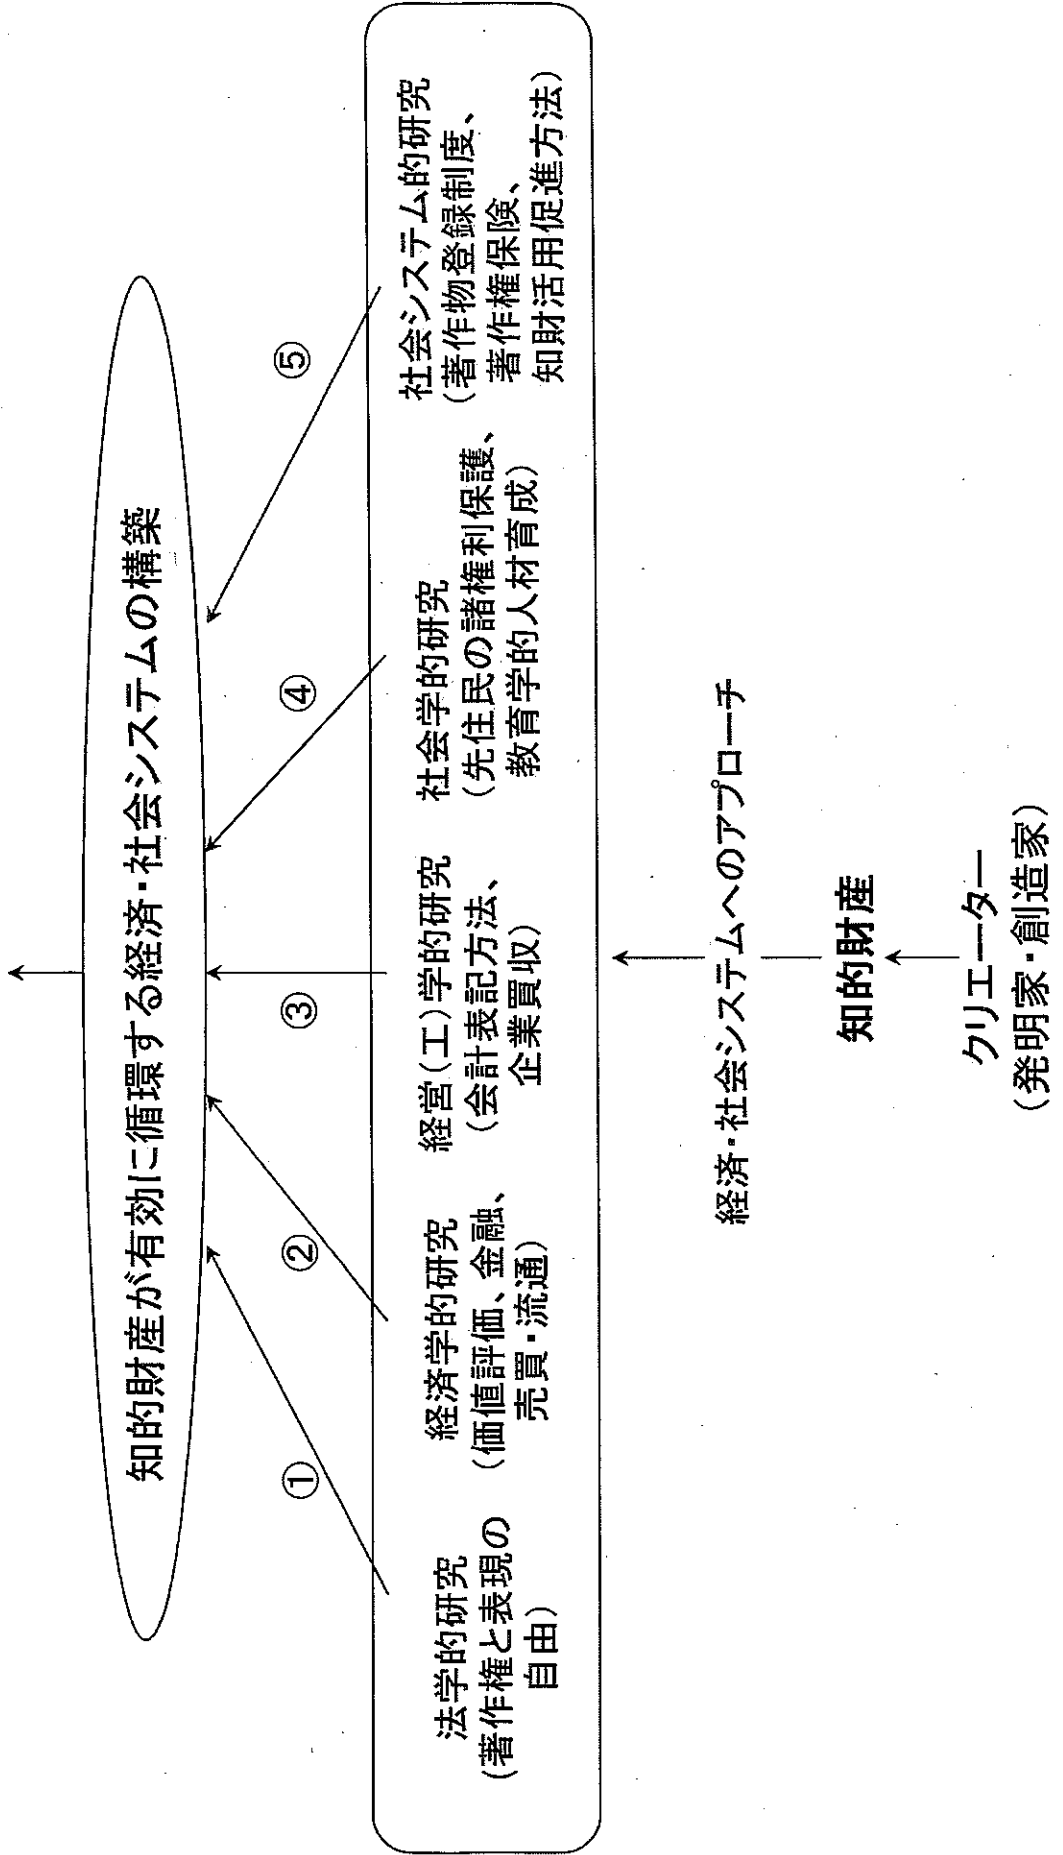 知的財産が有効に循環する経済・社会システムの構築
①
②
③
④
⑤
法学的研究
（著作権と表現の
自由）
経済学的研究
（価値評価、金融、
売買・流通）
経営（工）学的研究
（会計表記方法、
企業買収）
社会学的研究
（先住民の諸権利保護、
教育学的人材育成）
社会システム的研究
（著作物登録制度、
著作権保険、
知財活用促進方法）
経済・社会システムへのアプローチ
知的財産
クリエーター
（発明家・創造家）